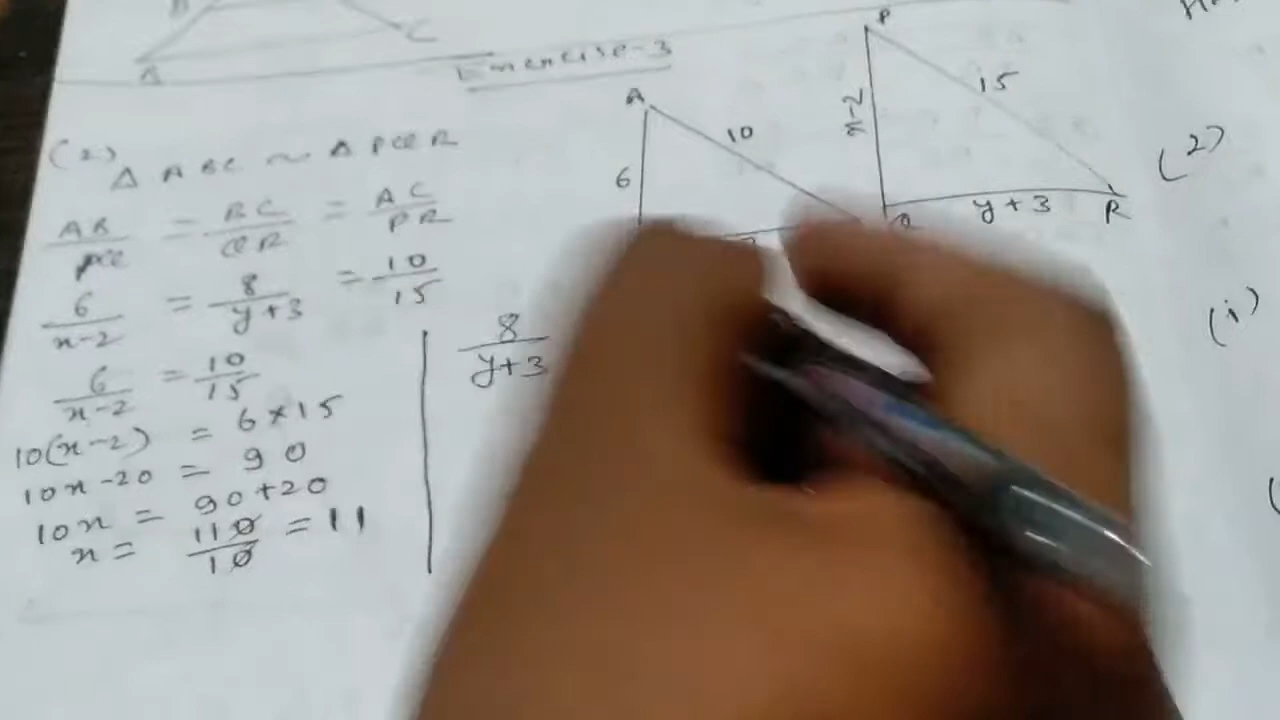 B
C
A
Exercise-3
(2)
Δ ABC ~ Δ PQR
AB/PQ = BC/QR = AC/PR
6/x-2 = 8/y+3 = 10/15
6/x-2 = 10/15
10(x-2) = 6×15
10x-20 = 90
10x = 90+20
x = 110/10 = 11
8/y+3
A
10
6
P
15
x-2
Q
y+3
R
(2)
(i)